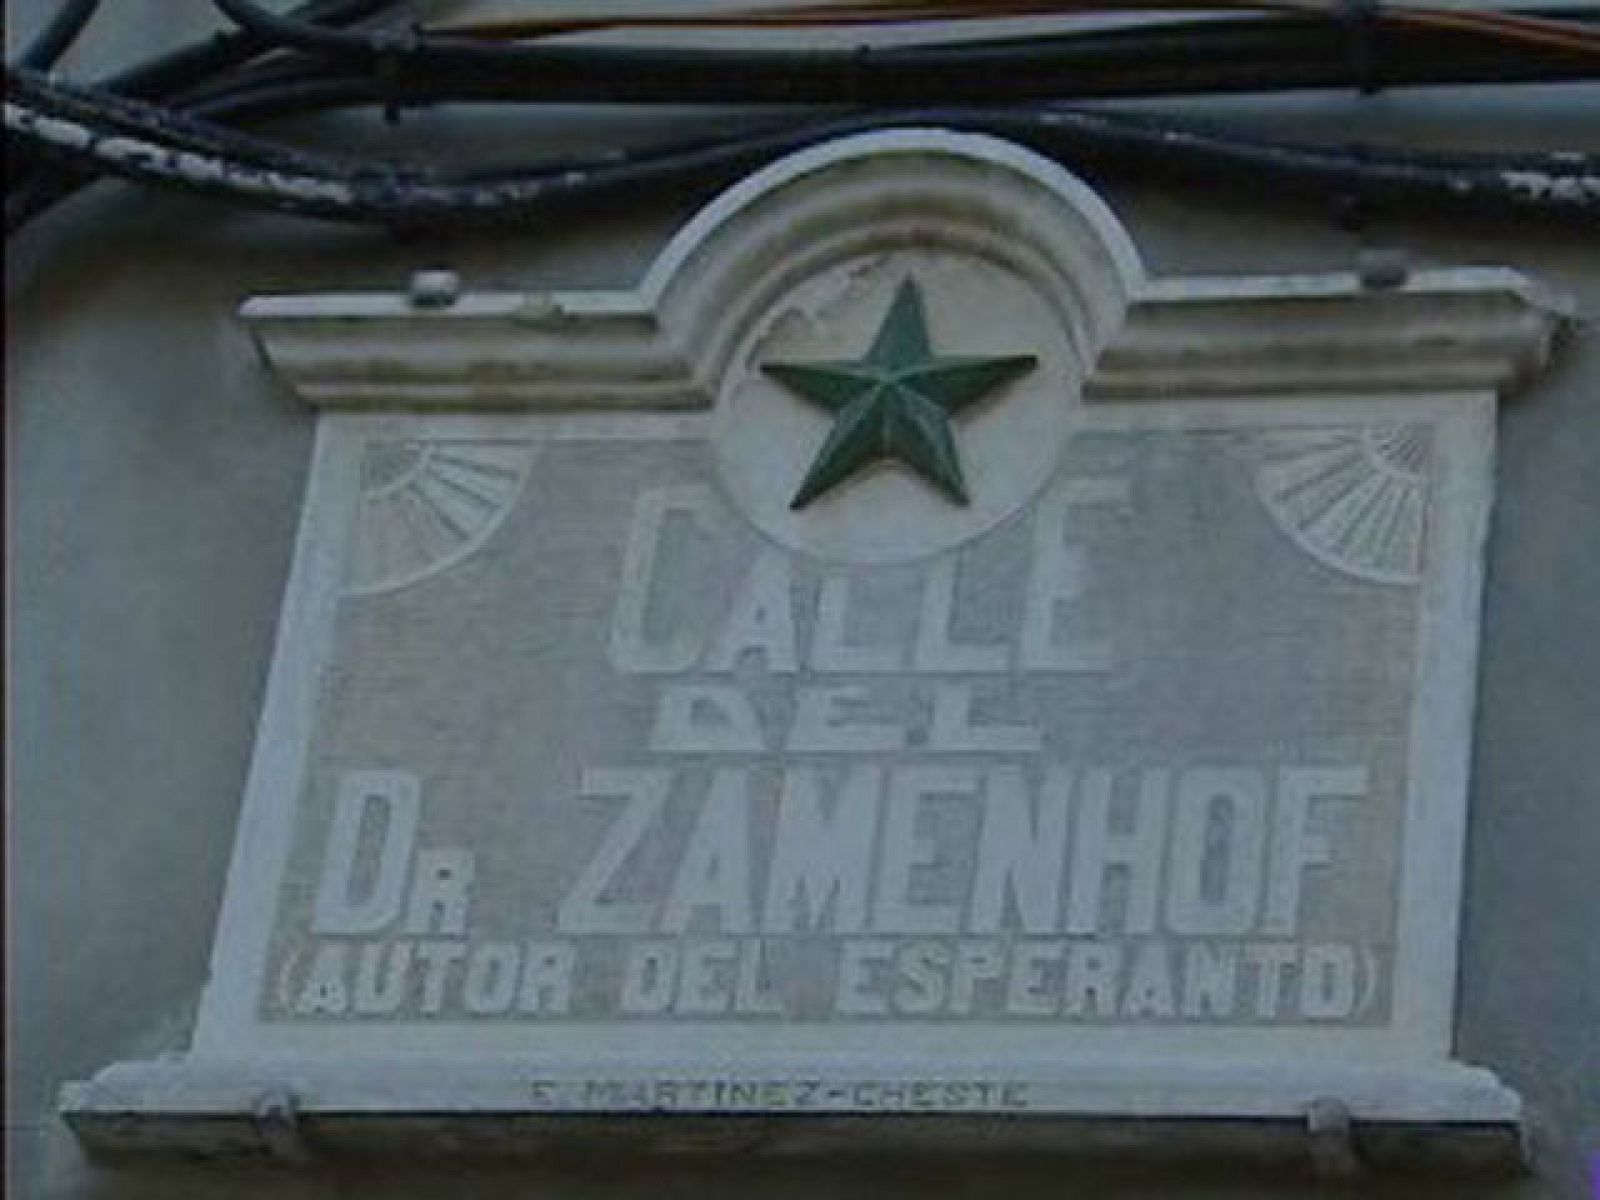 CALLE
DEL
DR ZAMENHOF
(AUTOR DEL ESPERANTO)
E. MARTINEZ-CHESTE